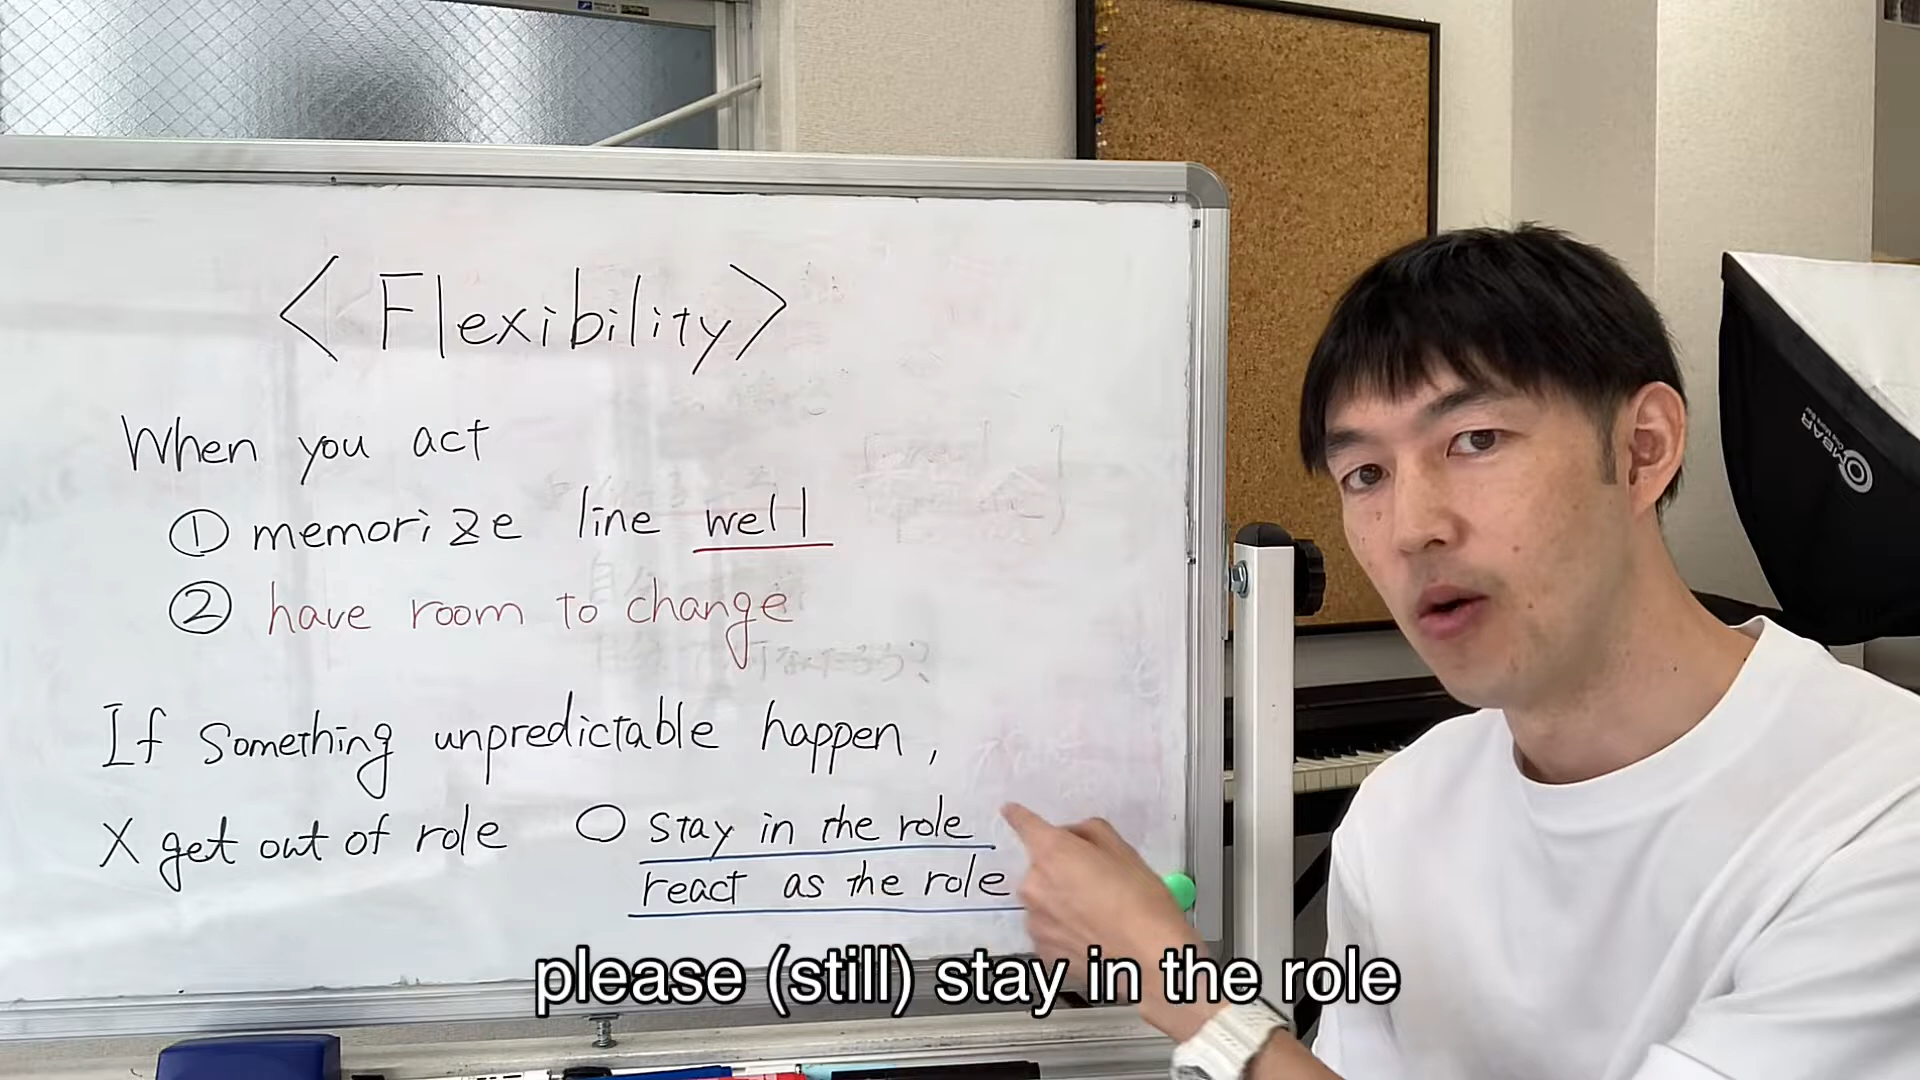 <Flexibility>
When you act
① memorize line well
② have room to change
If something unpredictable happen,
X get out of role ○ stay in the role
react as the role
please (still) stay in the role
OMBAR